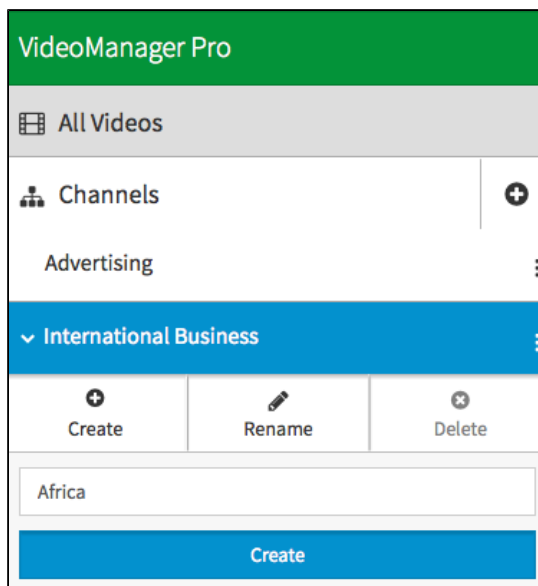 VideoManager Pro
All Videos
Channels
Advertising
International Business
Create Rename Delete
Africa
Create